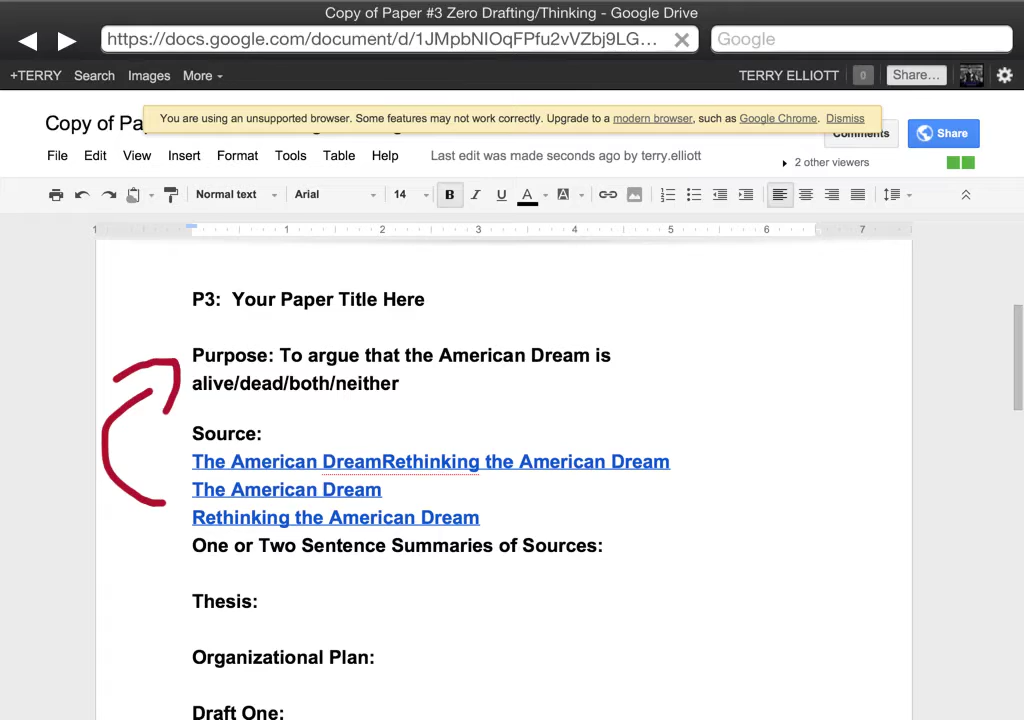 Copy of Paper #3 Zero Drafting/Thinking - Google Drive
https://docs.google.com/document/d/1JMpbNIOqFPfu2vVZbj9LG...
Google
+TERRY Search Images More
TERRY ELLIOTT 0 Share...
Copy of Pa
You are using an unsupported browser. Some features may not work correctly. Upgrade to a modern browser, such as Google Chrome. Dismiss
Comments Share
File Edit View Insert Format Tools Table Help Last edit was made seconds ago by terry.elliott
2 other viewers
Normal text Arial 14 B I U A A
1 1 2 3 4 5 6 7
P3: Your Paper Title Here
Purpose: To argue that the American Dream is
alive/dead/both/neither
Source:
The American DreamRethinking the American Dream
The American Dream
Rethinking the American Dream
One or Two Sentence Summaries of Sources:
Thesis:
Organizational Plan:
Draft One: